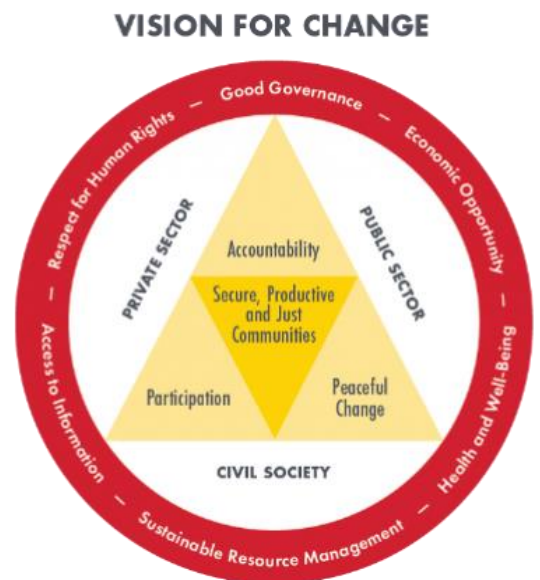 VISION FOR CHANGE
Good Governance — Economic Opportunity — Health and Well-Being — Sustainable Resource Management — Access to Information — Respect for Human Rights —
PRIVATE SECTOR
PUBLIC SECTOR
Accountability
Secure, Productive
and Just
Communities
Participation
Peaceful
Change
CIVIL SOCIETY